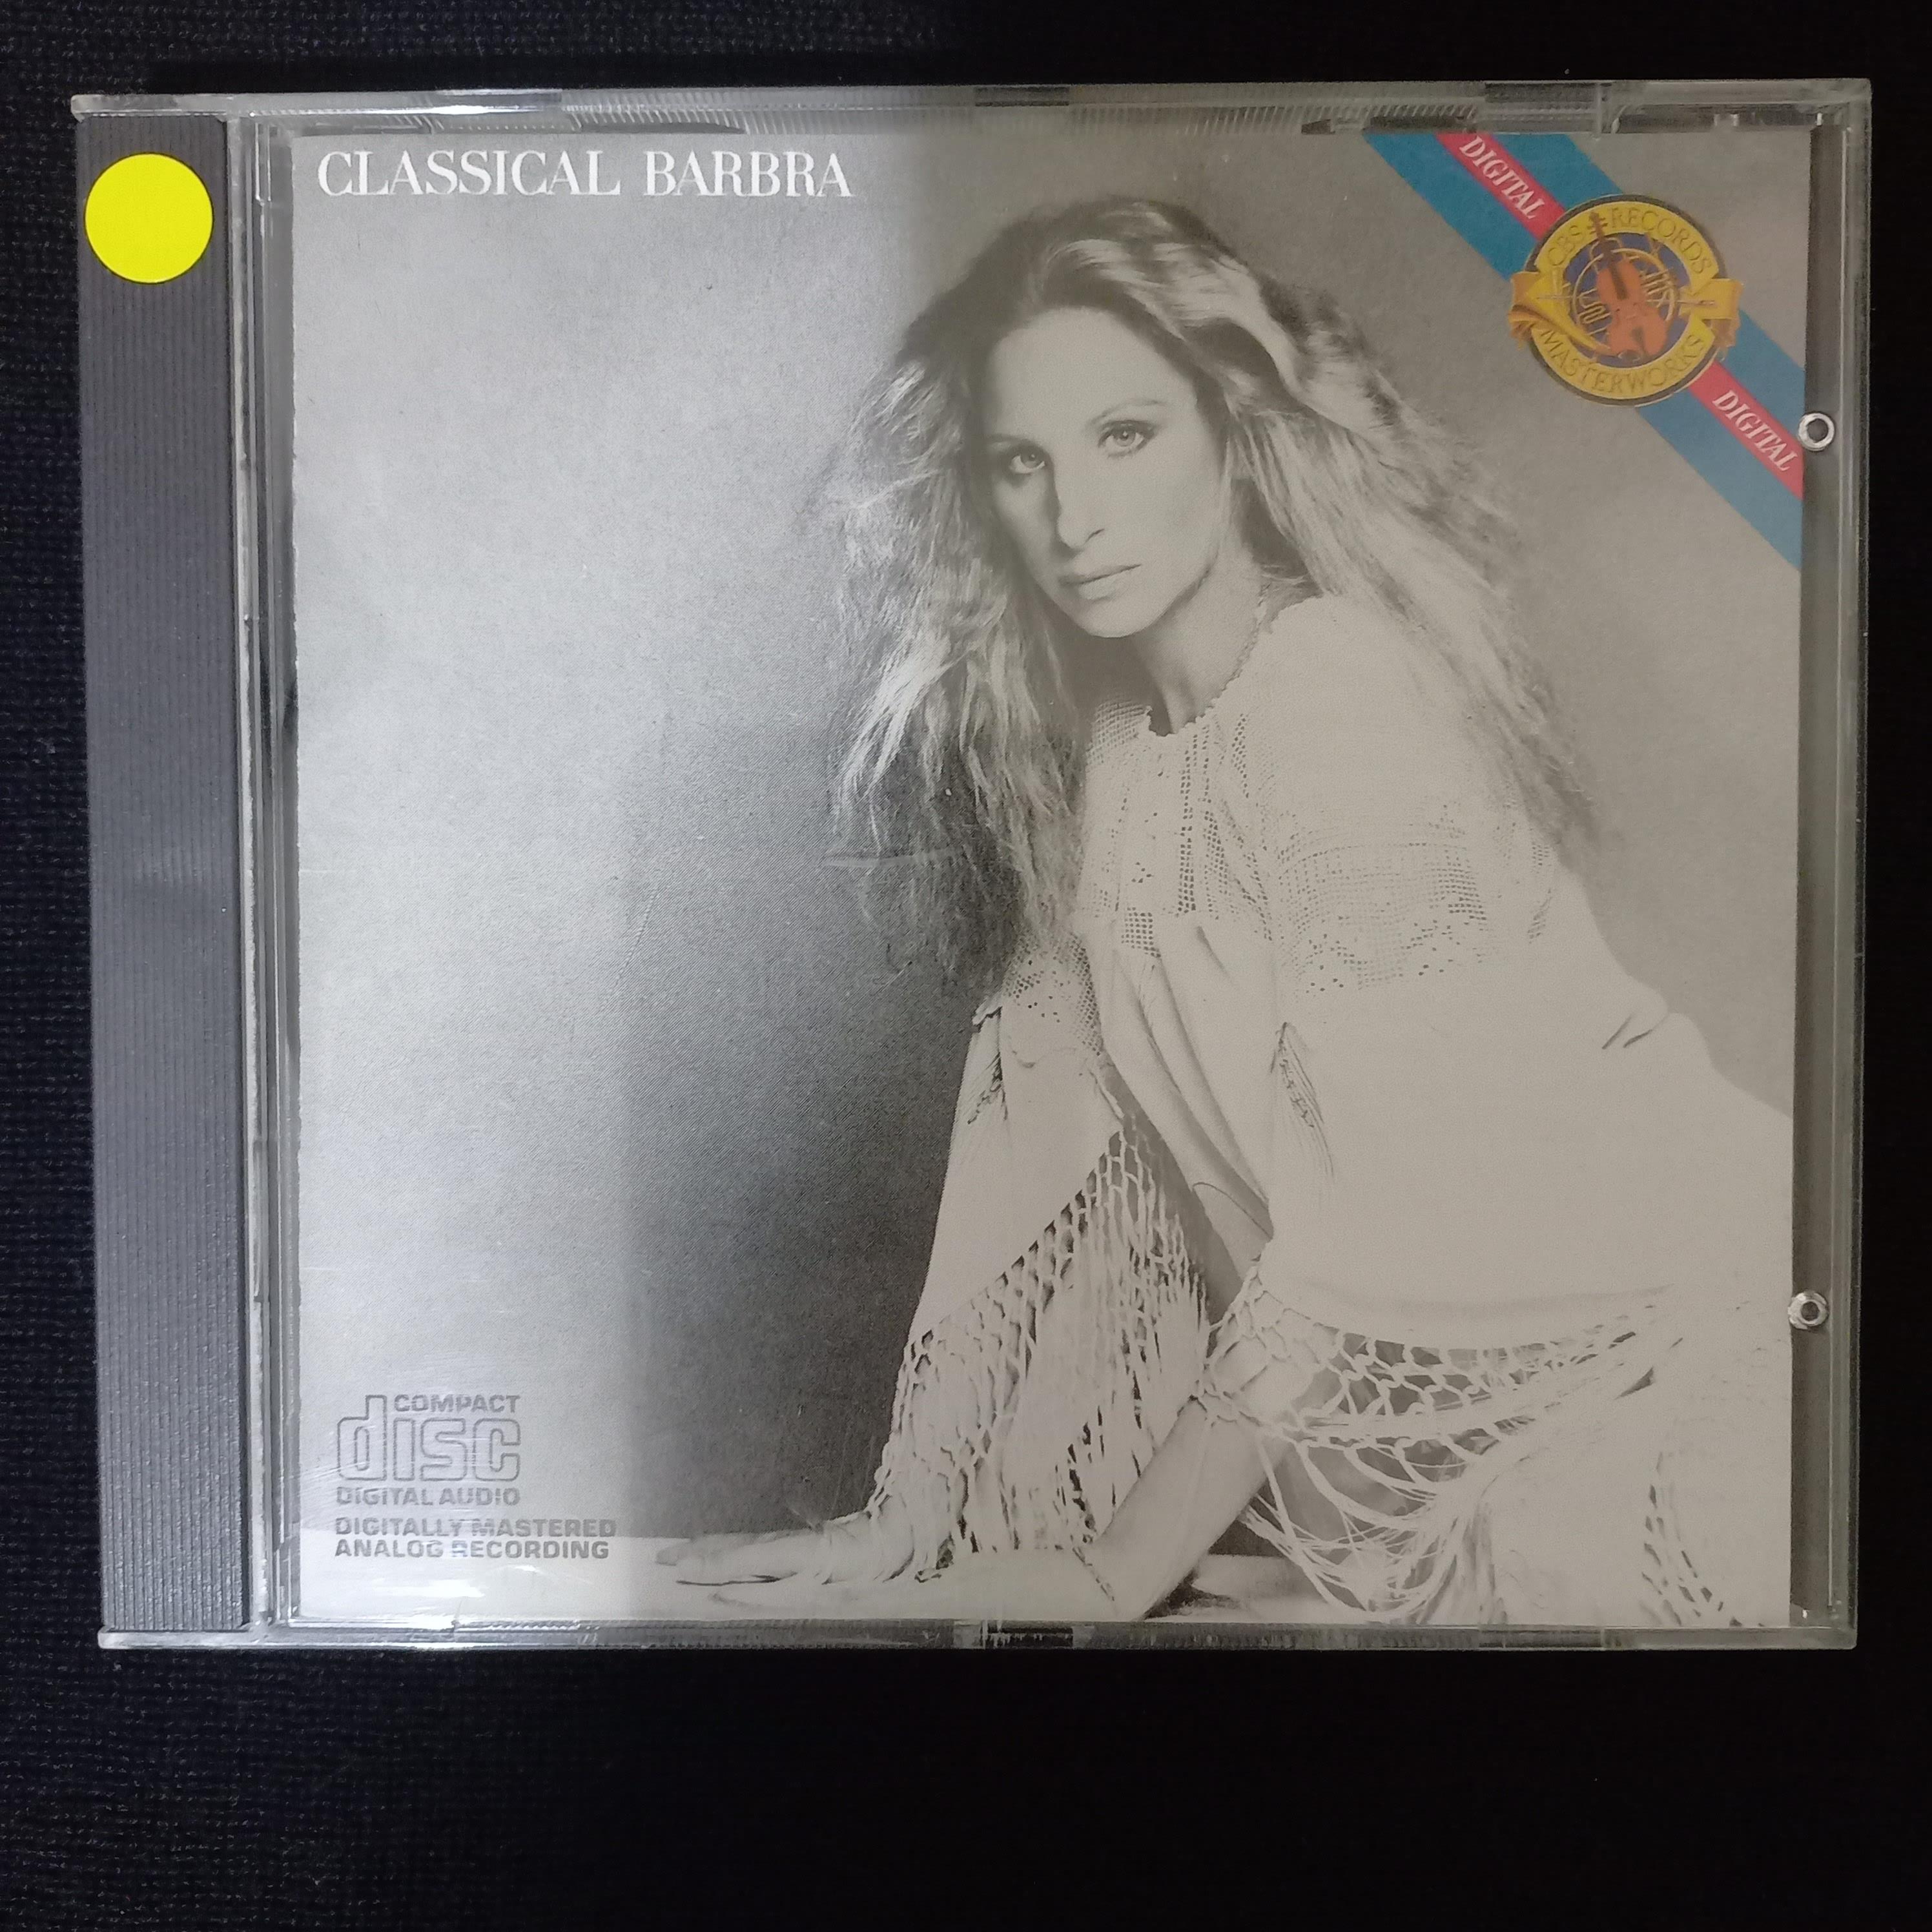 CLASSICAL BARBRA
DIGITAL
CBS RECORDS
MASTERWORKS
DIGITAL
COMPACT
disc
DIGITAL AUDIO
DIGITALLY MASTERED
ANALOG RECORDING